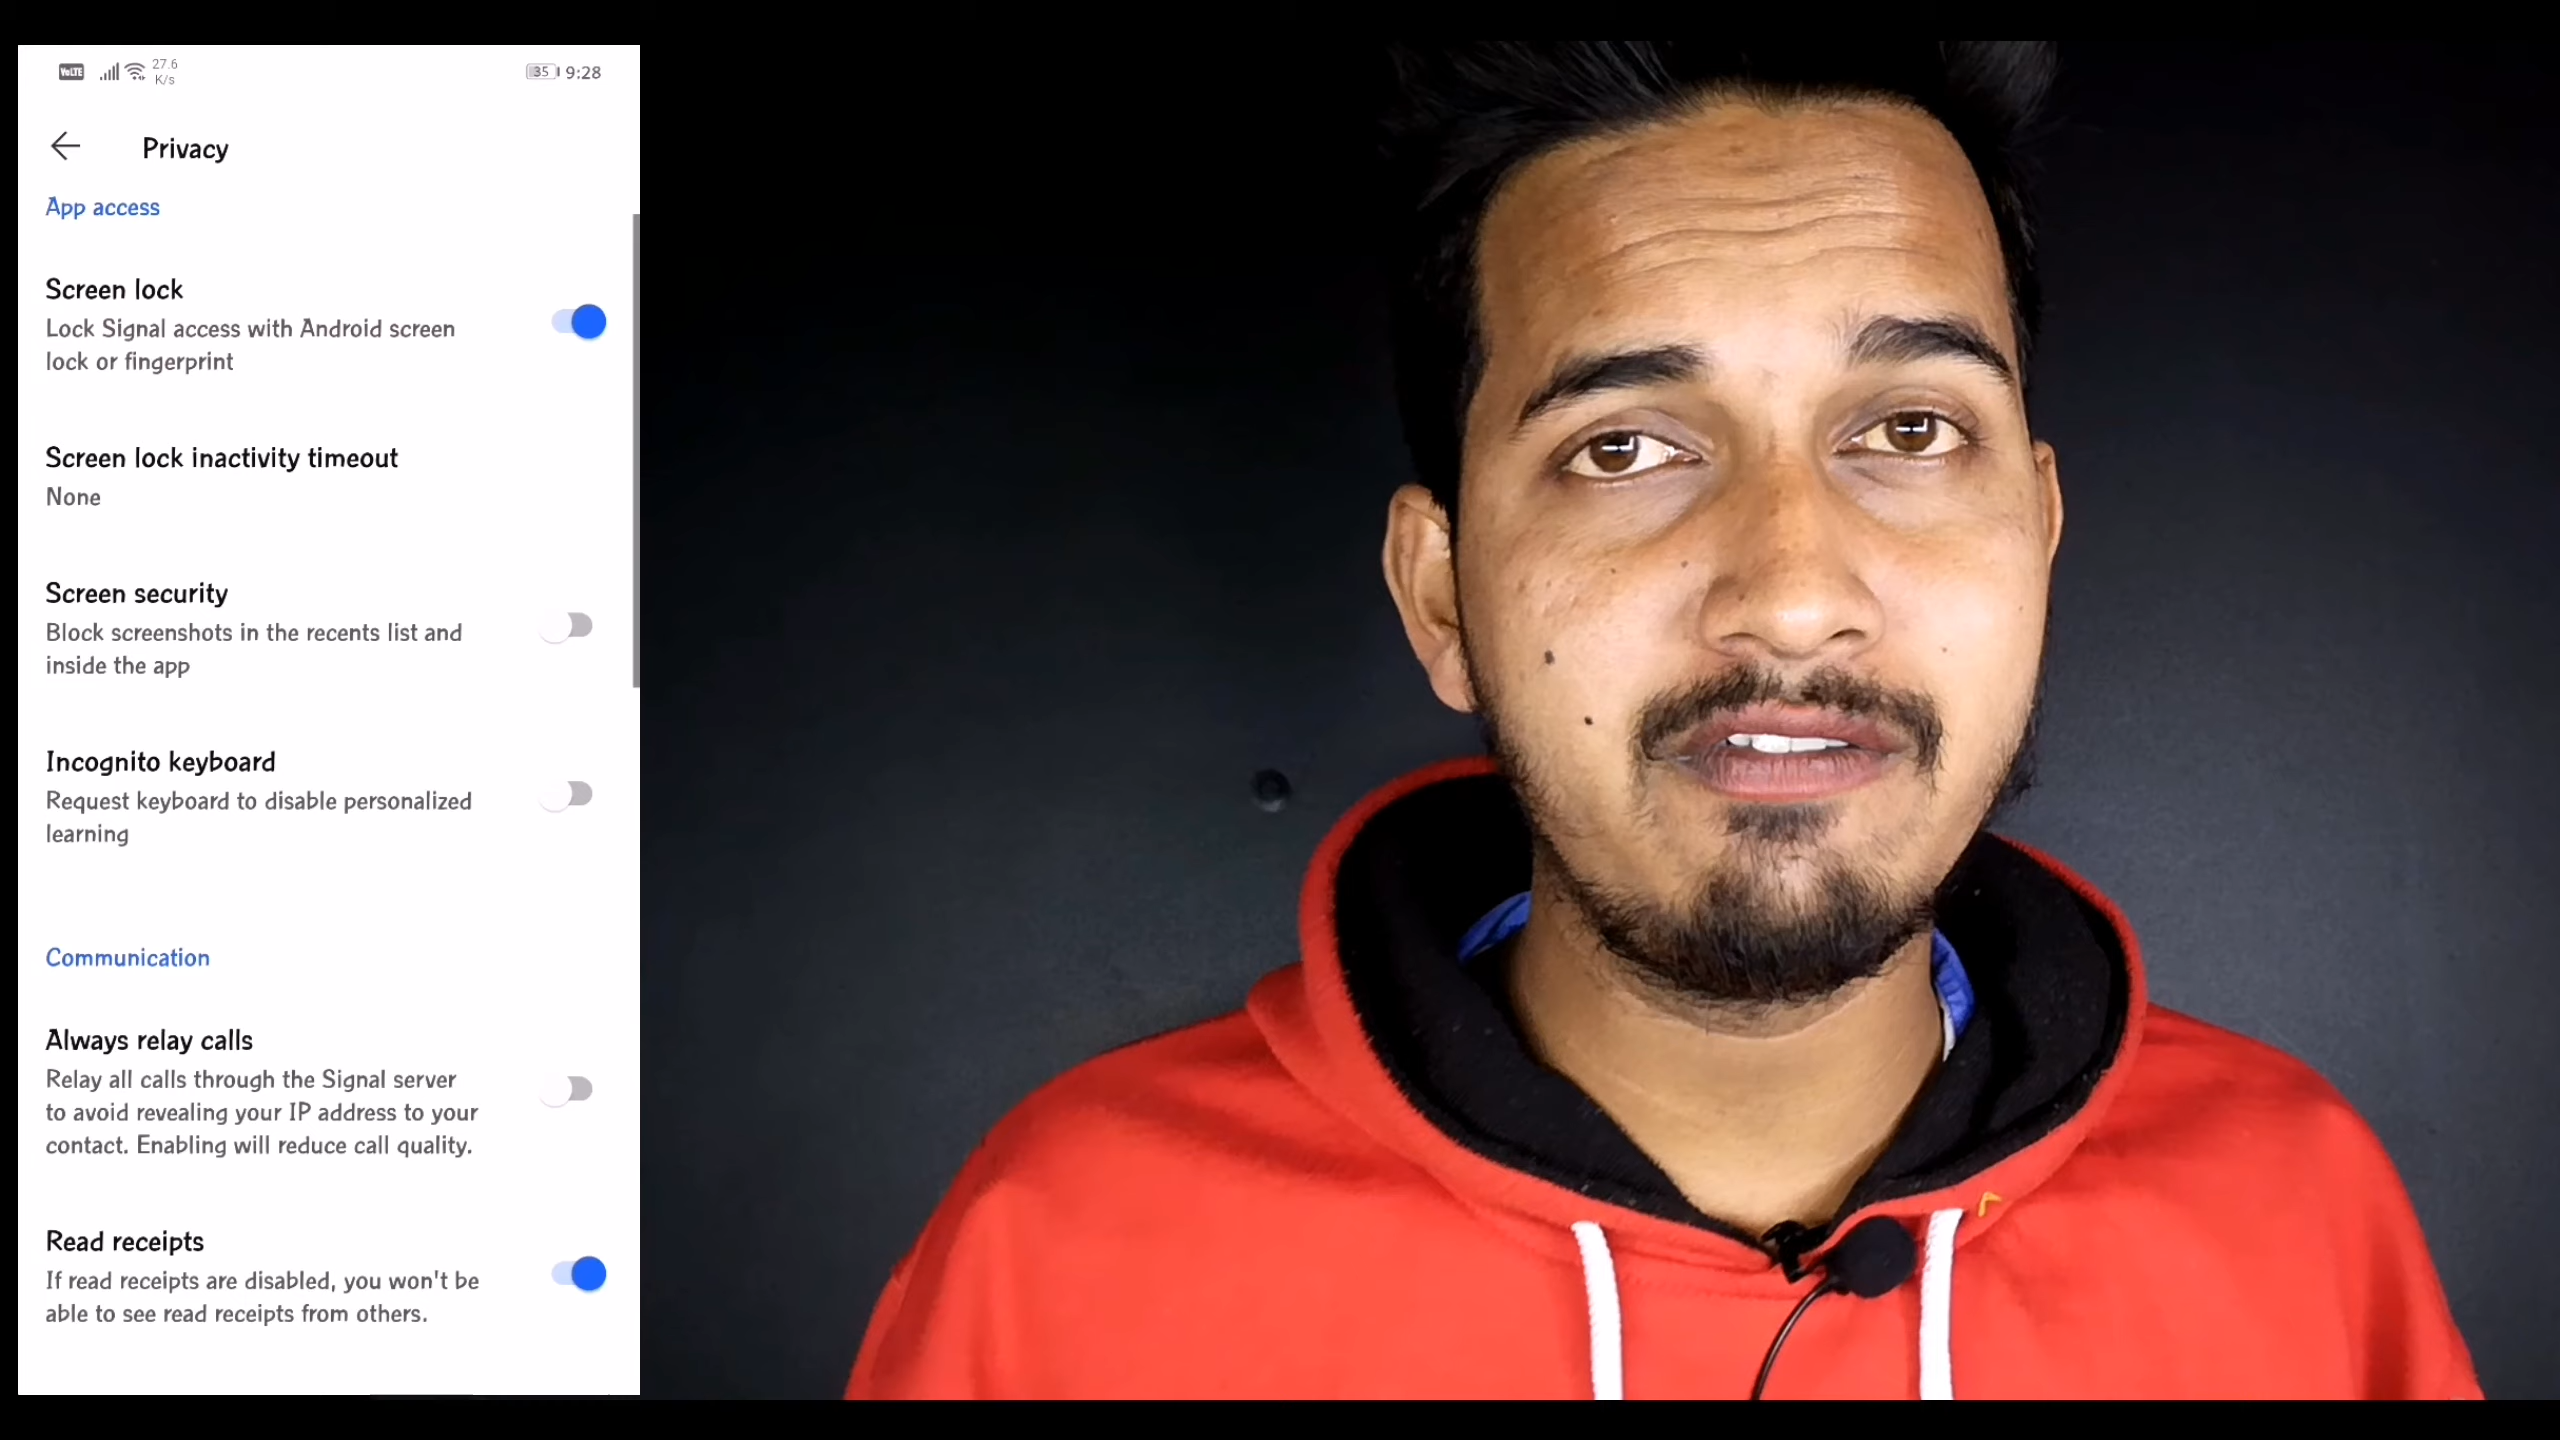 VoLTE 27.6 K/s 35 9:28
Privacy
App access
Screen lock
Lock Signal access with Android screen
lock or fingerprint
Screen lock inactivity timeout
None
Screen security
Block screenshots in the recents list and
inside the app
Incognito keyboard
Request keyboard to disable personalized
learning
Communication
Always relay calls
Relay all calls through the Signal server
to avoid revealing your IP address to your
contact. Enabling will reduce call quality.
Read receipts
If read receipts are disabled, you won't be
able to see read receipts from others.